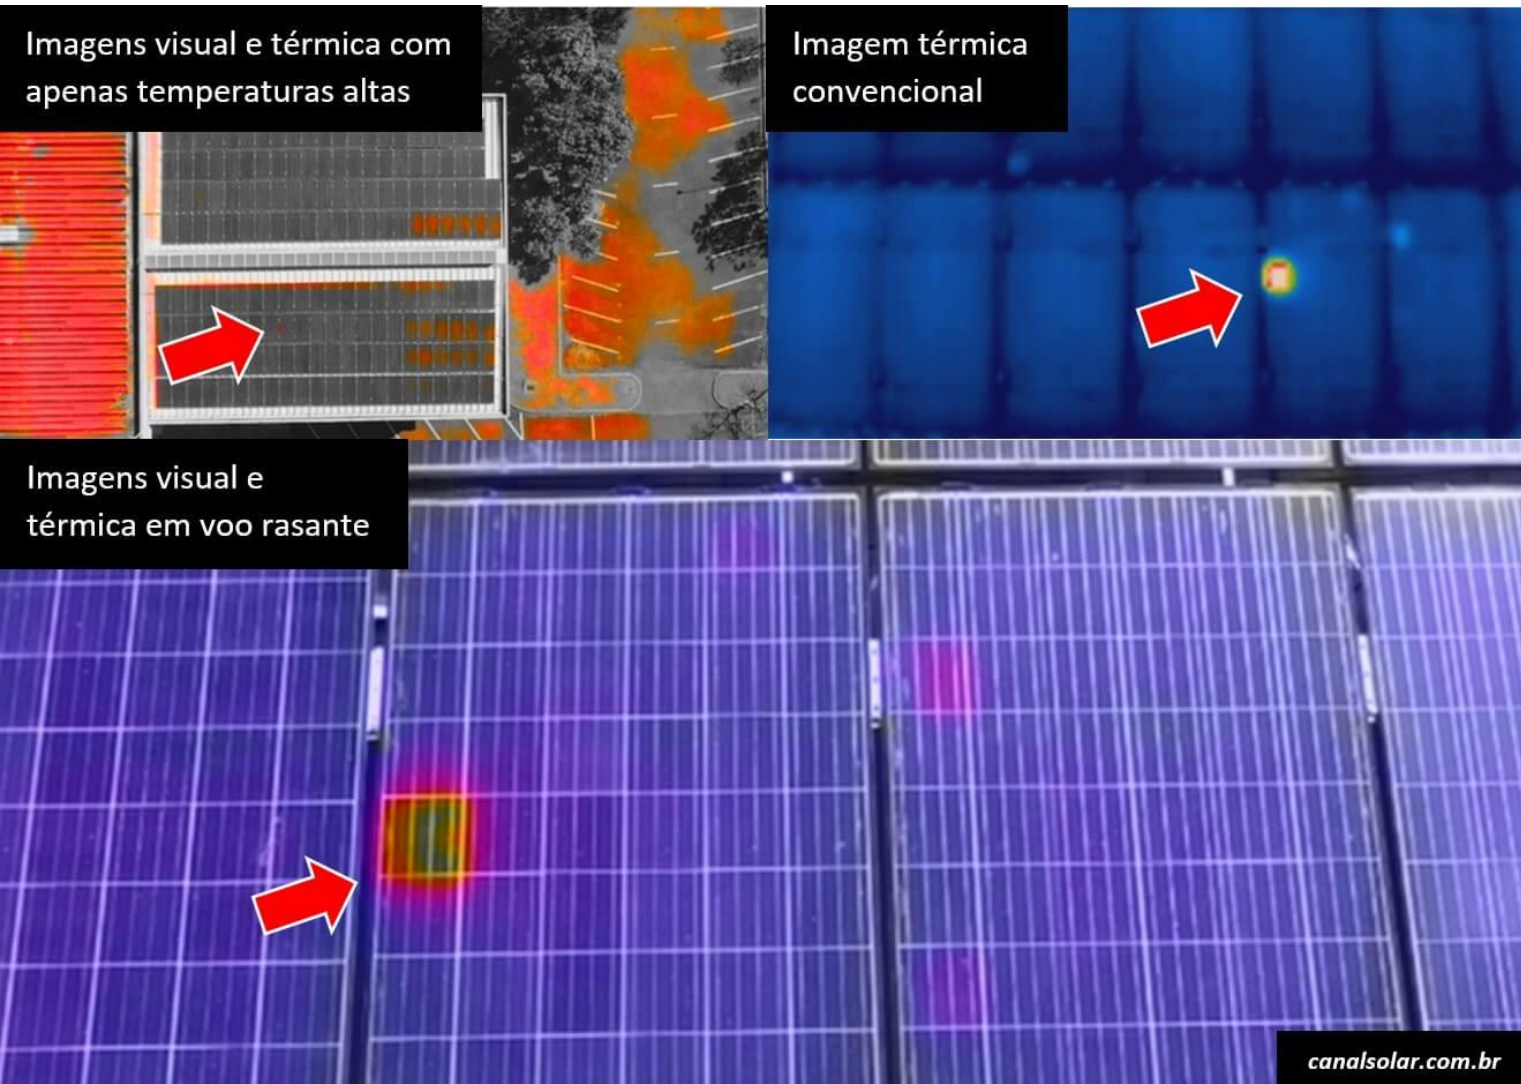 Imagens visual e térmica com
apenas temperaturas altas
Imagem térmica
convencional
Imagens visual e
térmica em voo rasante
canalsolar.com.br